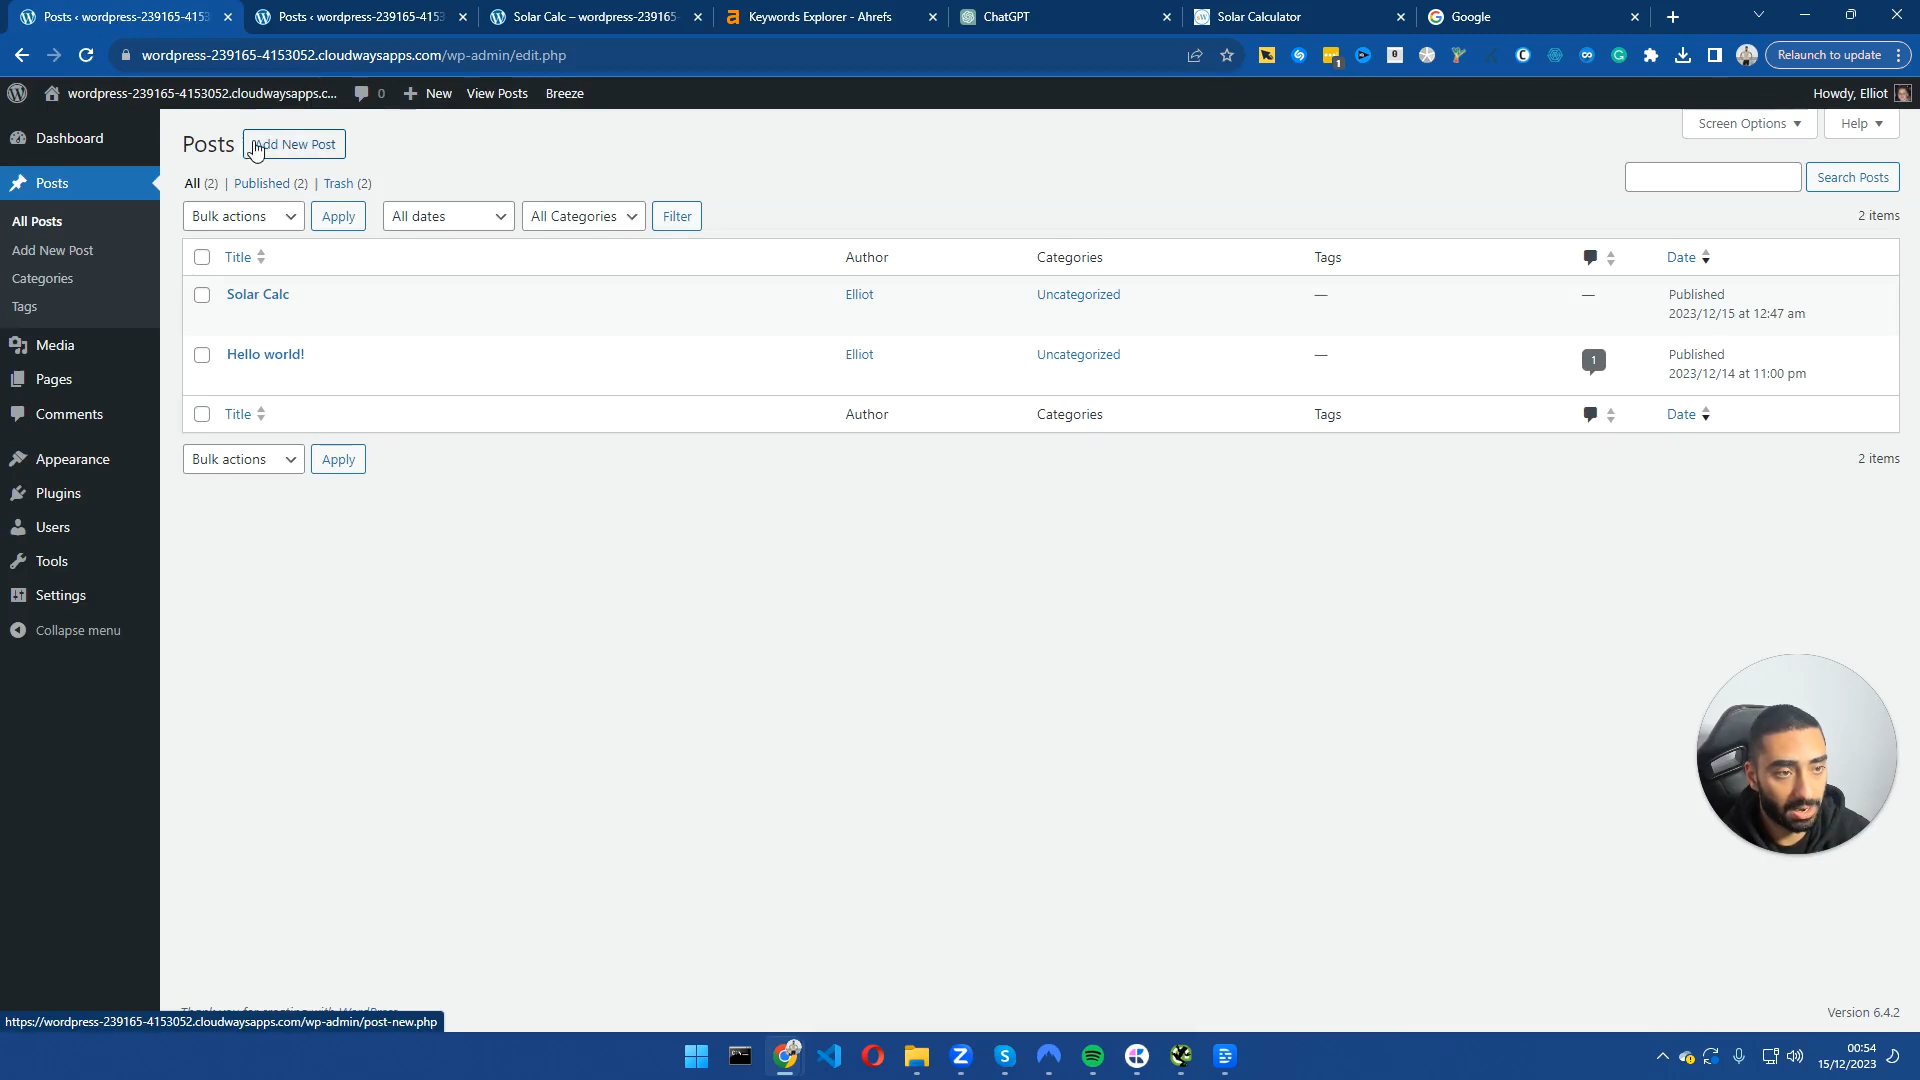 Posts ‹ wordpress-239165-4153
Posts ‹ wordpress-239165-4153
Solar Calc – wordpress-239165-
Keywords Explorer - Ahrefs
ChatGPT
Solar Calculator
Google
wordpress-239165-4153052.cloudwaysapps.com/wp-admin/edit.php
1
Relaunch to update
wordpress-239165-4153052.cloudwaysapps.c...
0
New
View Posts
Breeze
Howdy, Elliot
Dashboard
Posts
All Posts
Add New Post
Categories
Tags
Media
Pages
Comments
Appearance
Plugins
Users
Tools
Settings
Collapse menu
Posts
Add New Post
Screen Options
Help
All (2) | Published (2) | Trash (2)
Search Posts
Bulk actions
Apply
All dates
All Categories
Filter
2 items
Title
Author
Categories
Tags
Date
Solar Calc
Elliot
Uncategorized
—
—
Published
2023/12/15 at 12:47 am
Hello world!
Elliot
Uncategorized
—
1
Published
2023/12/14 at 11:00 pm
Title
Author
Categories
Tags
Date
Bulk actions
Apply
2 items
Thank you for creating with WordPress
Version 6.4.2
https://wordpress-239165-4153052.cloudwaysapps.com/wp-admin/post-new.php
00:54
15/12/2023